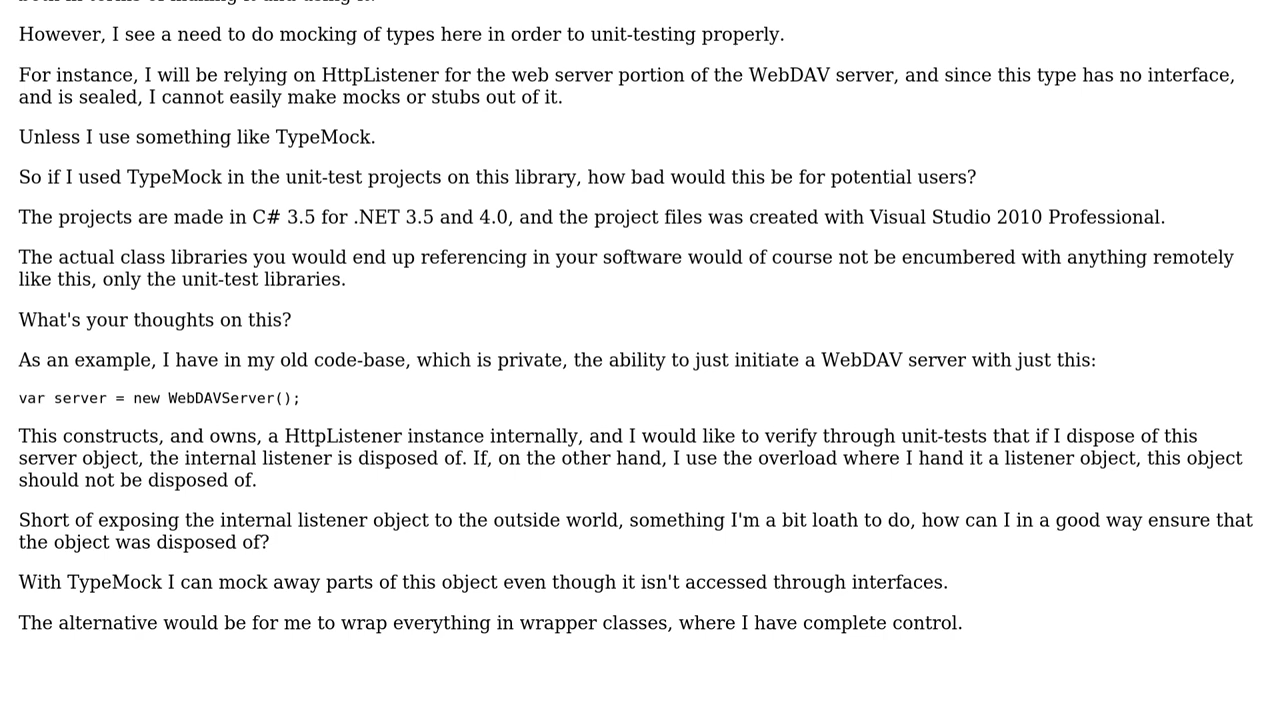 both in terms of making it and using it.
However, I see a need to do mocking of types here in order to unit-testing properly.
For instance, I will be relying on HttpListener for the web server portion of the WebDAV server, and since this type has no interface,
and is sealed, I cannot easily make mocks or stubs out of it.
Unless I use something like TypeMock.
So if I used TypeMock in the unit-test projects on this library, how bad would this be for potential users?
The projects are made in C# 3.5 for .NET 3.5 and 4.0, and the project files was created with Visual Studio 2010 Professional.
The actual class libraries you would end up referencing in your software would of course not be encumbered with anything remotely
like this, only the unit-test libraries.
What's your thoughts on this?
As an example, I have in my old code-base, which is private, the ability to just initiate a WebDAV server with just this:
var server = new WebDAVServer();
This constructs, and owns, a HttpListener instance internally, and I would like to verify through unit-tests that if I dispose of this
server object, the internal listener is disposed of. If, on the other hand, I use the overload where I hand it a listener object, this object
should not be disposed of.
Short of exposing the internal listener object to the outside world, something I'm a bit loath to do, how can I in a good way ensure that
the object was disposed of?
With TypeMock I can mock away parts of this object even though it isn't accessed through interfaces.
The alternative would be for me to wrap everything in wrapper classes, where I have complete control.